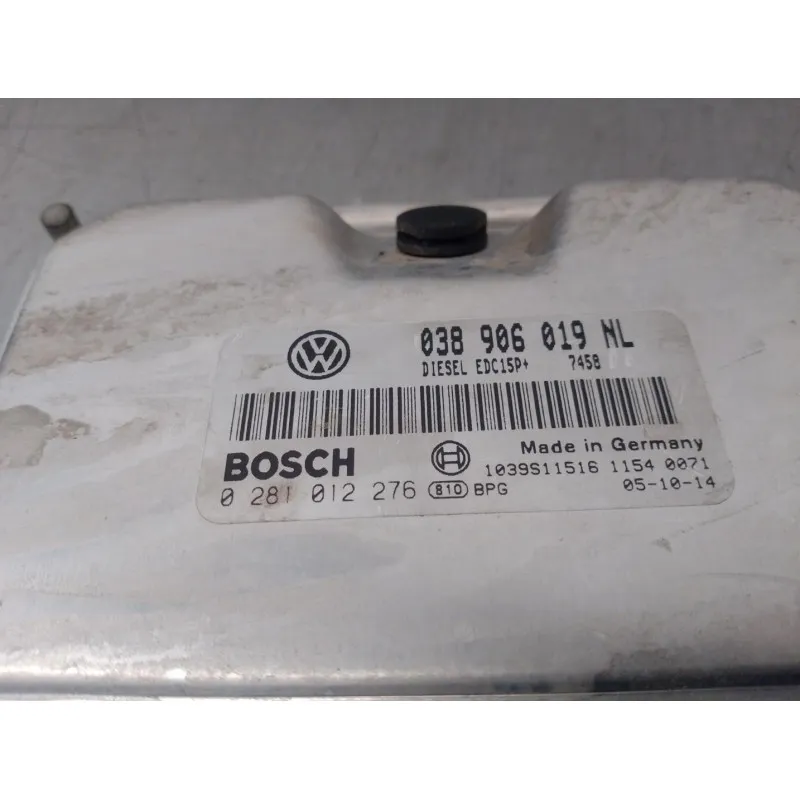 VW
038 906 019 NL
DIESEL EDC15P+ 7458
BOSCH
Made in Germany
1039S11516 1154 0071
0 281 012 276 810 BPG 05-10-14